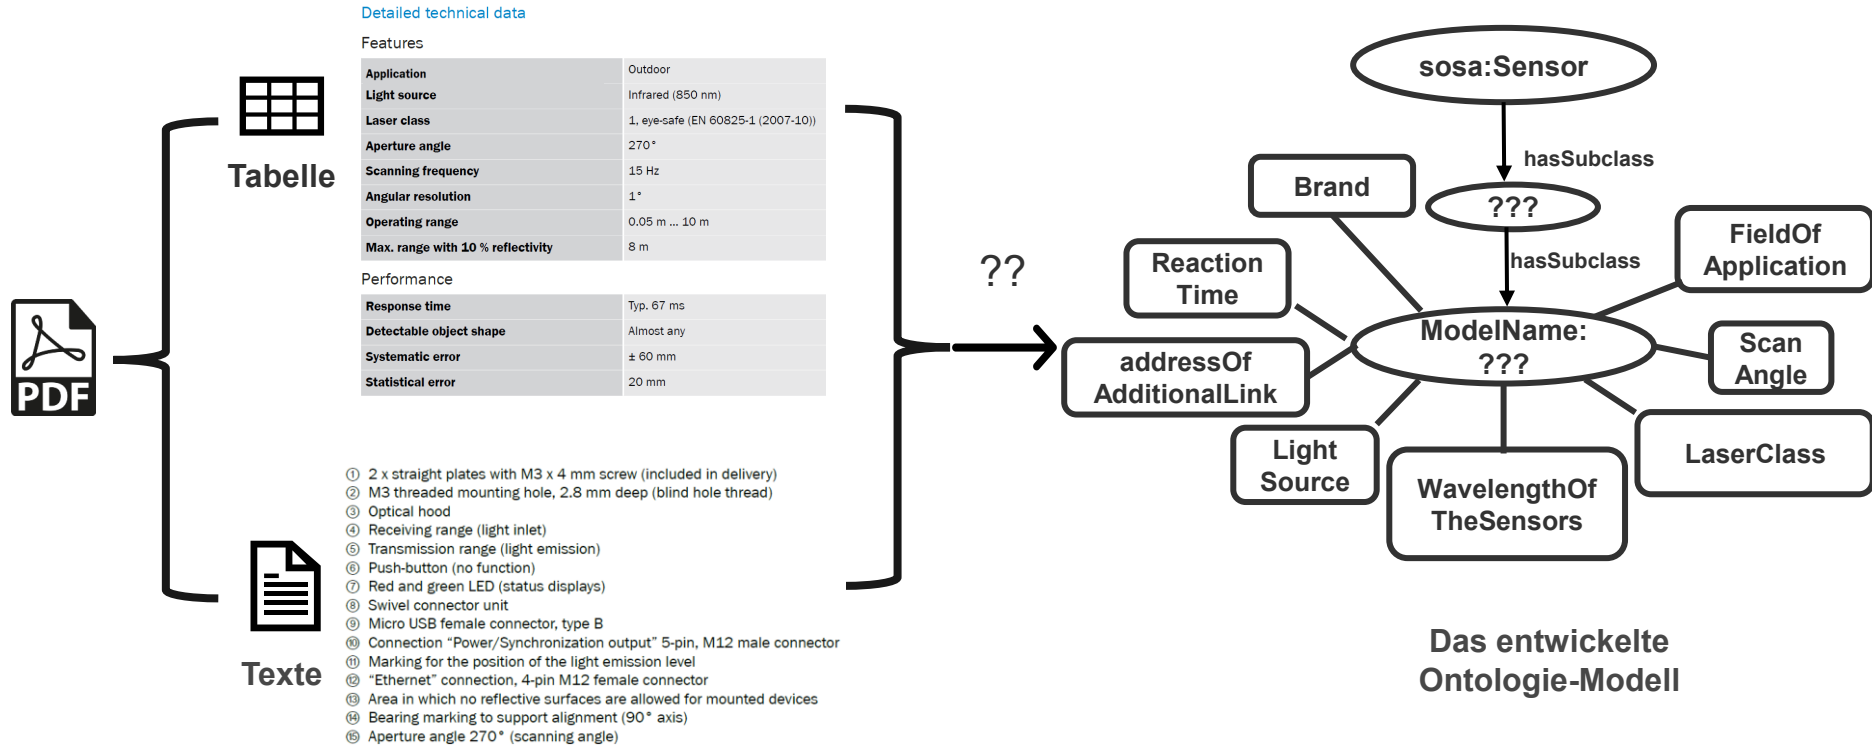 PDF
Tabelle
Texte
Detailed technical data
Features
Application Outdoor
Light source Infrared (850 nm)
Laser class 1, eye-safe (EN 60825-1 (2007-10))
Aperture angle 270°
Scanning frequency 15 Hz
Angular resolution 1°
Operating range 0.05 m ... 10 m
Max. range with 10 % reflectivity 8 m
Performance
Response time Typ. 67 ms
Detectable object shape Almost any
Systematic error ± 60 mm
Statistical error 20 mm
① 2 x straight plates with M3 x 4 mm screw (included in delivery)
② M3 threaded mounting hole, 2.8 mm deep (blind hole thread)
③ Optical hood
④ Receiving range (light inlet)
⑤ Transmission range (light emission)
⑥ Push-button (no function)
⑦ Red and green LED (status displays)
⑧ Swivel connector unit
⑨ Micro USB female connector, type B
⑩ Connection “Power/Synchronization output” 5-pin, M12 male connector
⑪ Marking for the position of the light emission level
⑫ “Ethernet” connection, 4-pin M12 female connector
⑬ Area in which no reflective surfaces are allowed for mounted devices
⑭ Bearing marking to support alignment (90° axis)
⑮ Aperture angle 270° (scanning angle)
??
sosa:Sensor
hasSubclass
???
hasSubclass
ModelName:
???
Brand
Reaction
Time
addressOf
AdditionalLink
Light
Source
WavelengthOf
TheSensors
LaserClass
Scan
Angle
FieldOf
Application
Das entwickelte
Ontologie-Modell